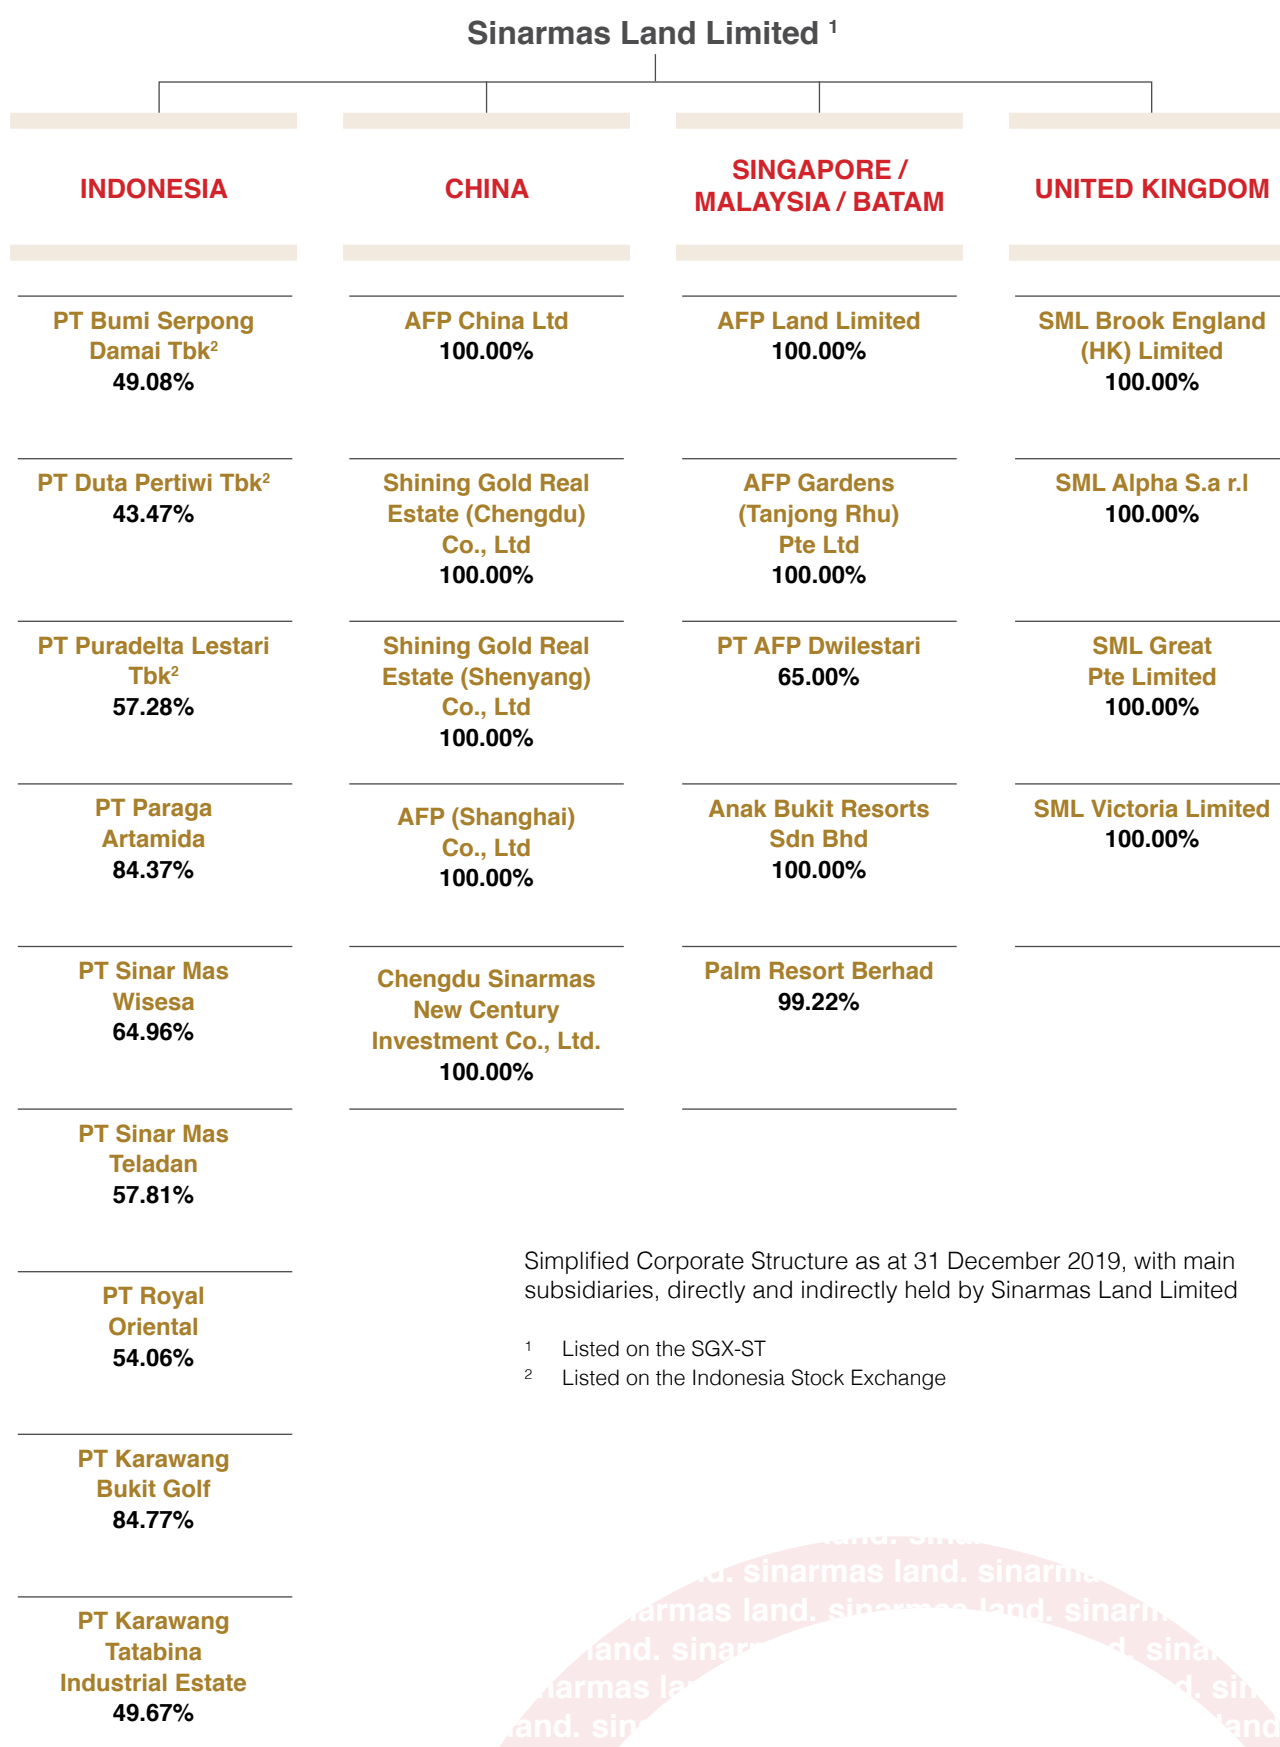 Sinarmas Land Limited 1
INDONESIA
PT Bumi Serpong
Damai Tbk2
49.08%
PT Duta Pertiwi Tbk2
43.47%
PT Puradelta Lestari
Tbk2
57.28%
PT Paraga
Artamida
84.37%
PT Sinar Mas
Wisesa
64.96%
PT Sinar Mas
Teladan
57.81%
PT Royal
Oriental
54.06%
PT Karawang
Bukit Golf
84.77%
PT Karawang
Tatabina
Industrial Estate
49.67%
CHINA
AFP China Ltd
100.00%
Shining Gold Real
Estate (Chengdu)
Co., Ltd
100.00%
Shining Gold Real
Estate (Shenyang)
Co., Ltd
100.00%
AFP (Shanghai)
Co., Ltd
100.00%
Chengdu Sinarmas
New Century
Investment Co., Ltd.
100.00%
SINGAPORE /
MALAYSIA / BATAM
AFP Land Limited
100.00%
AFP Gardens
(Tanjong Rhu)
Pte Ltd
100.00%
PT AFP Dwilestari
65.00%
Anak Bukit Resorts
Sdn Bhd
100.00%
Palm Resort Berhad
99.22%
UNITED KINGDOM
SML Brook England
(HK) Limited
100.00%
SML Alpha S.a r.l
100.00%
SML Great
Pte Limited
100.00%
SML Victoria Limited
100.00%
Simplified Corporate Structure as at 31 December 2019, with main
subsidiaries, directly and indirectly held by Sinarmas Land Limited
1 Listed on the SGX-ST
2 Listed on the Indonesia Stock Exchange
sinarmas land.
land.
land.